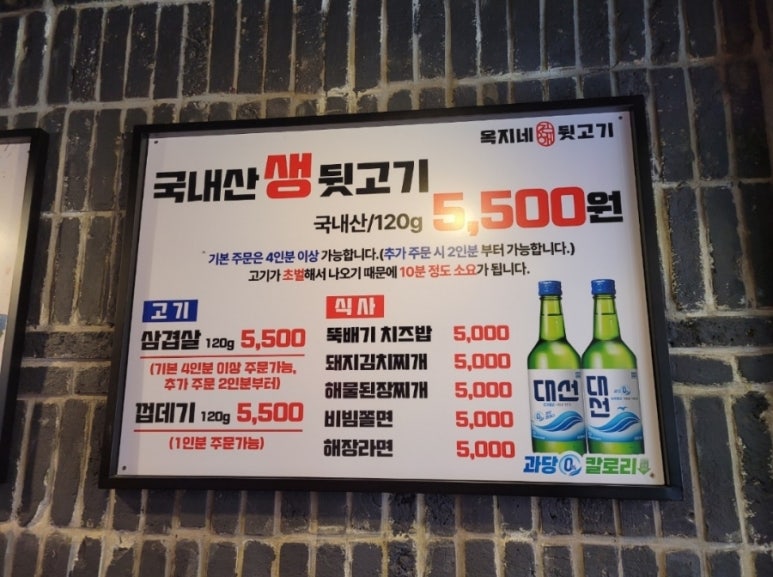 옥지네 뒷고기
국내산 생 뒷고기
국내산/120g 5,500원
기본 주문은 4인분 이상 가능합니다.(추가 주문 시 2인분 부터 가능합니다.)
고기가 초벌해서 나오기 때문에 10분 정도 소요가 됩니다.
고기
삼겹살 120g 5,500
(기본 4인분 이상 주문가능,
추가 주문 2인분부터)
껍데기 120g 5,500
(1인분 주문가능)
식사
뚝배기 치즈밥 5,000
돼지김치찌개 5,000
해물된장찌개 5,000
비빔쫄면 5,000
해장라면 5,000
대선
대선
과당 0% 칼로리